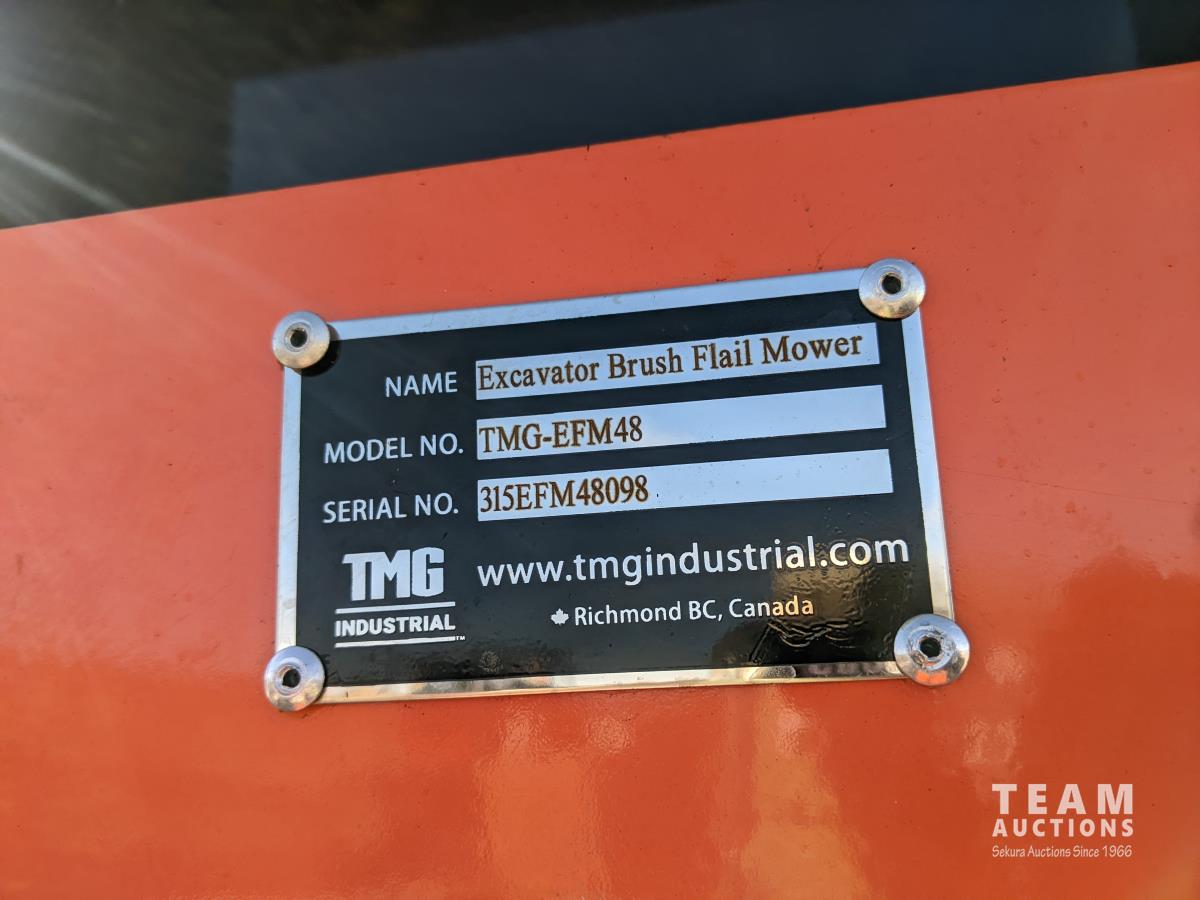 NAME Excavator Brush Flail Mower
MODEL NO. TMG-EFM48
SERIAL NO. 315EFM48098
TMG
INDUSTRIAL™
www.tmgindustrial.com
Richmond BC, Canada
TEAM
AUCTIONS
Sekura Auctions Since 1966